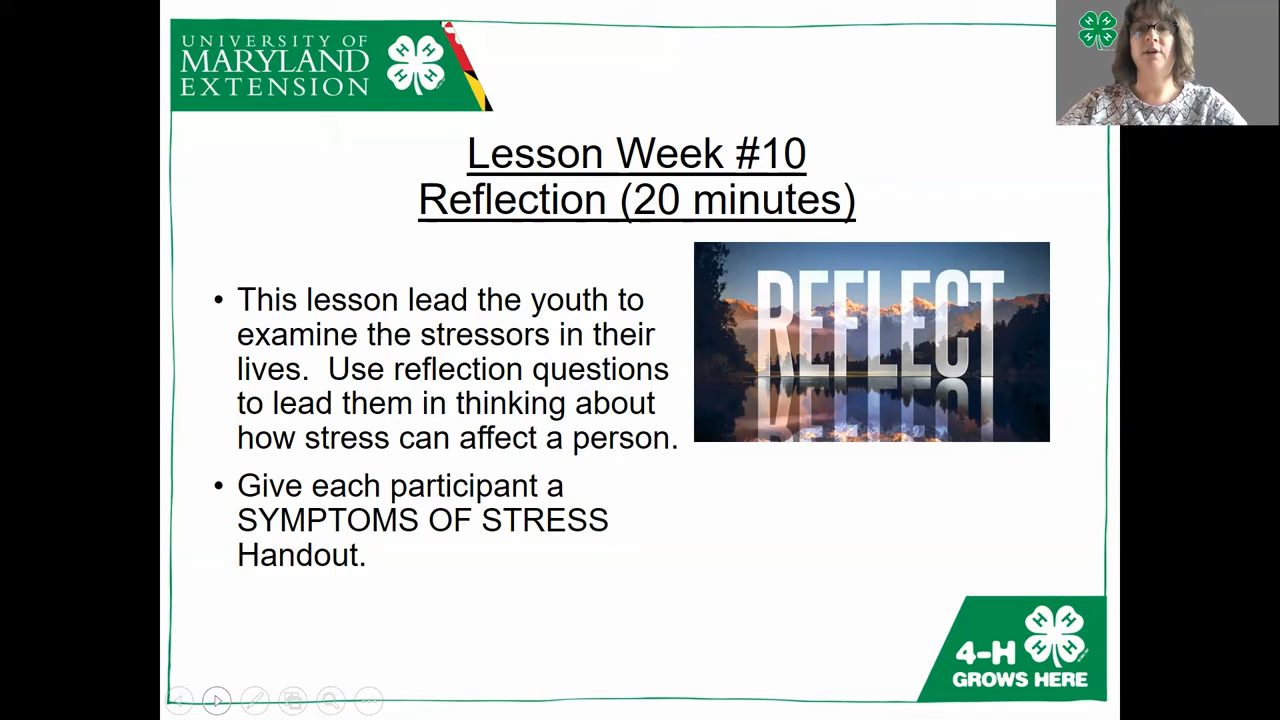 UNIVERSITY OF
MARYLAND
EXTENSION
H H
H H
Lesson Week #10
Reflection (20 minutes)
• This lesson lead the youth to
examine the stressors in their
lives.  Use reflection questions
to lead them in thinking about
how stress can affect a person.
• Give each participant a
SYMPTOMS OF STRESS
Handout.
REFLECT
REFLECT
4-H
GROWS HERE
H H
H H
H H
H H